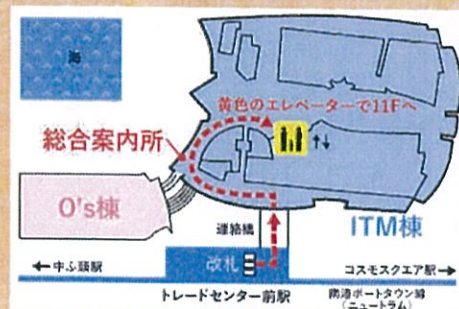 海
黄色のエレベーターで11Fへ
総合案内所
O's棟
連絡橋
ITM棟
改札
←中ふ頭駅
コスモスクエア駅→
トレードセンター前駅
南港ポートタウン線
(ニュートラム)